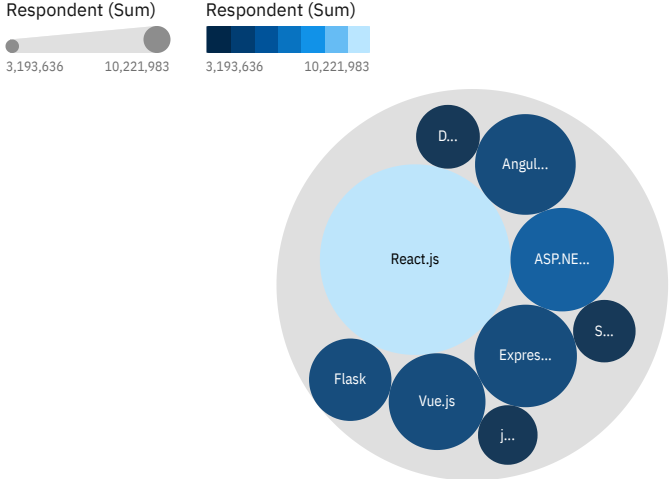 Respondent (Sum)
3,193,636 10,221,983
Respondent (Sum)
3,193,636 10,221,983
D...
Angul...
React.js
ASP.NE...
S...
Expres...
Flask
Vue.js
j...